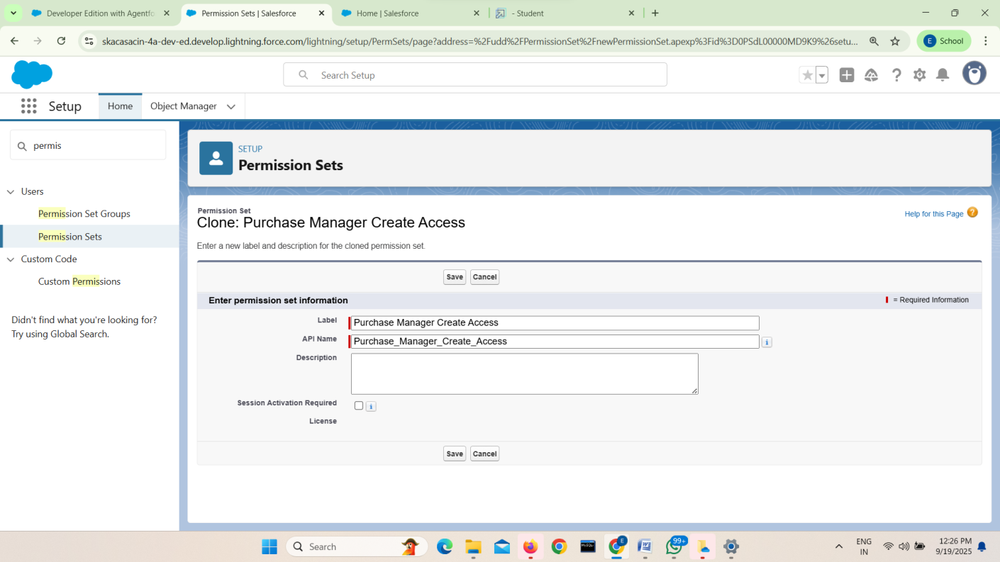 Developer Edition with Agentfo
Permission Sets | Salesforce
Home | Salesforce
- Student
skacasacin-4a-dev-ed.develop.lightning.force.com/lightning/setup/PermSets/page?address=%2Fudd%2FPermissionSet%2FnewPermissionSet.apexp%3Fid%3D0PSdL00000MD9K9%26setu...
E School
Search Setup
Setup
Home
Object Manager
permis
Users
Permission Set Groups
Permission Sets
Custom Code
Custom Permissions
Didn't find what you're looking for?
Try using Global Search.
SETUP
Permission Sets
Permission Set
Clone: Purchase Manager Create Access
Help for this Page ?
Enter a new label and description for the cloned permission set.
Save Cancel
Enter permission set information
= Required Information
Label Purchase Manager Create Access
API Name Purchase_Manager_Create_Access i
Description
Session Activation Required i
License
Save Cancel
Search
MySQL
E
W
99+
ENG
IN
12:26 PM
9/19/2025